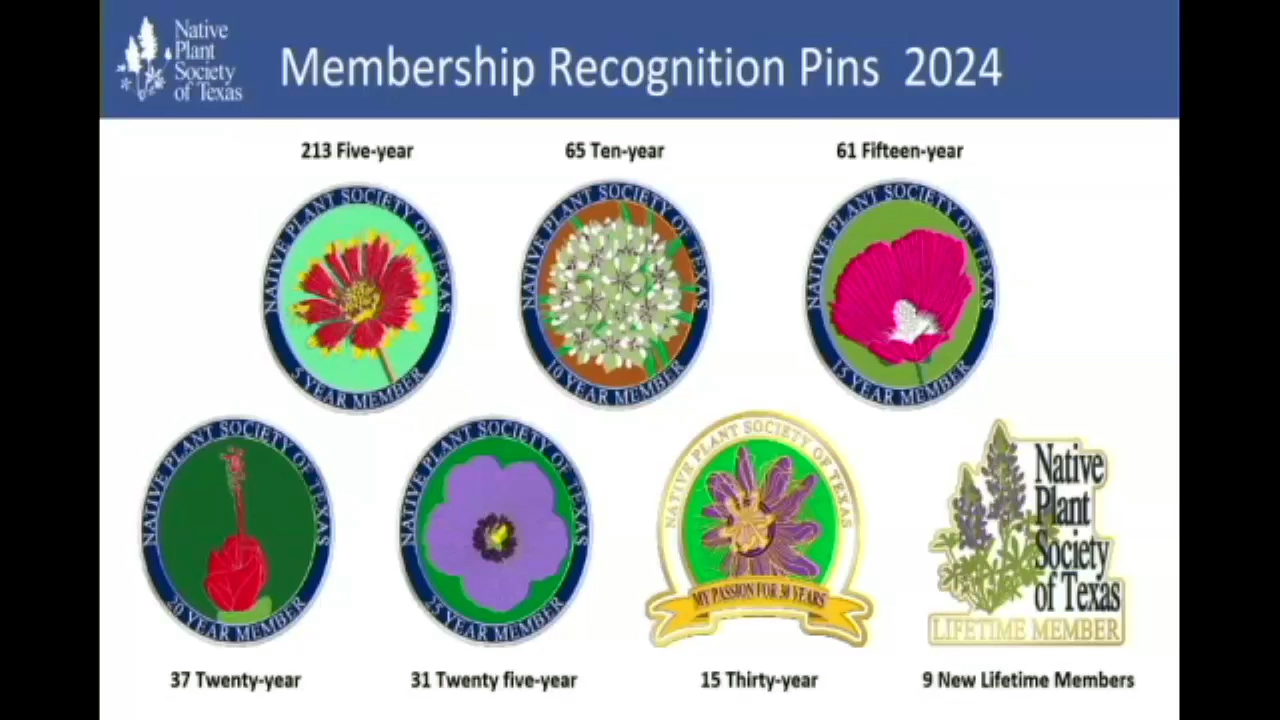 Native
Plant
Society
of Texas
Membership Recognition Pins 2024
213 Five-year
65 Ten-year
61 Fifteen-year
NATIVE PLANT SOCIETY OF TEXAS
5 YEAR MEMBER
NATIVE PLANT SOCIETY OF TEXAS
10 YEAR MEMBER
NATIVE PLANT SOCIETY OF TEXAS
15 YEAR MEMBER
NATIVE PLANT SOCIETY OF TEXAS
20 YEAR MEMBER
NATIVE PLANT SOCIETY OF TEXAS
25 YEAR MEMBER
NATIVE PLANT SOCIETY OF TEXAS
MY PASSION FOR 30 YEARS
Native
Plant
Society
of Texas
LIFETIME MEMBER
37 Twenty-year
31 Twenty five-year
15 Thirty-year
9 New Lifetime Members